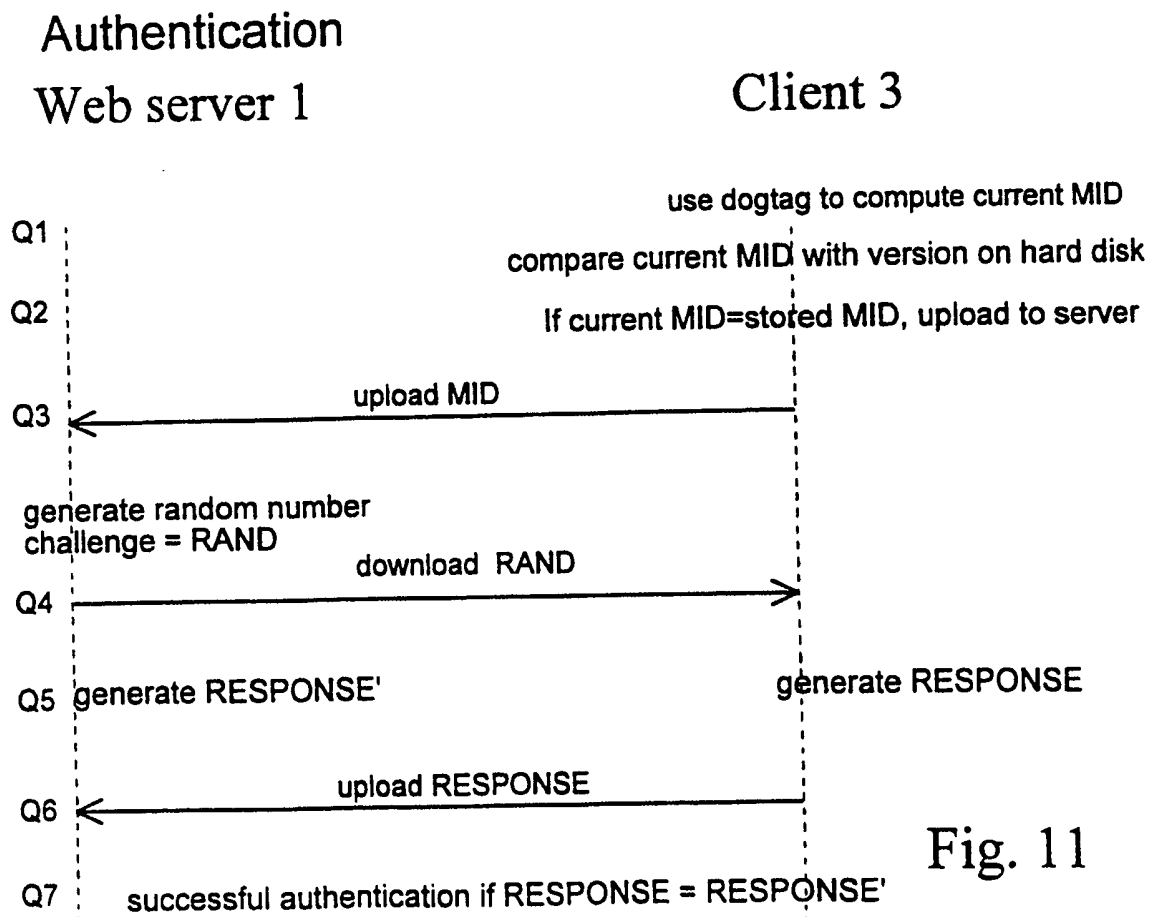 Authentication
Web server 1
Client 3
use dogtag to compute current MID
Q1
compare current MID with version on hard disk
Q2
If current MID=stored MID, upload to server
upload MID
Q3
generate random number
challenge = RAND
download RAND
Q4
Q5
generate RESPONSE'
generate RESPONSE
upload RESPONSE
Q6
Fig. 11
Q7
successful authentication if RESPONSE = RESPONSE'